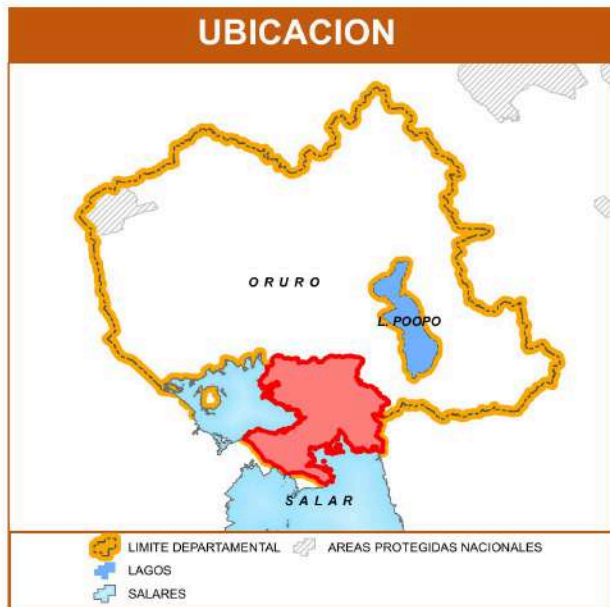 UBICACION
ORURO
L. POOPO
SALAR
LIMITE DEPARTAMENTAL
AREAS PROTEGIDAS NACIONALES
LAGOS
SALARES